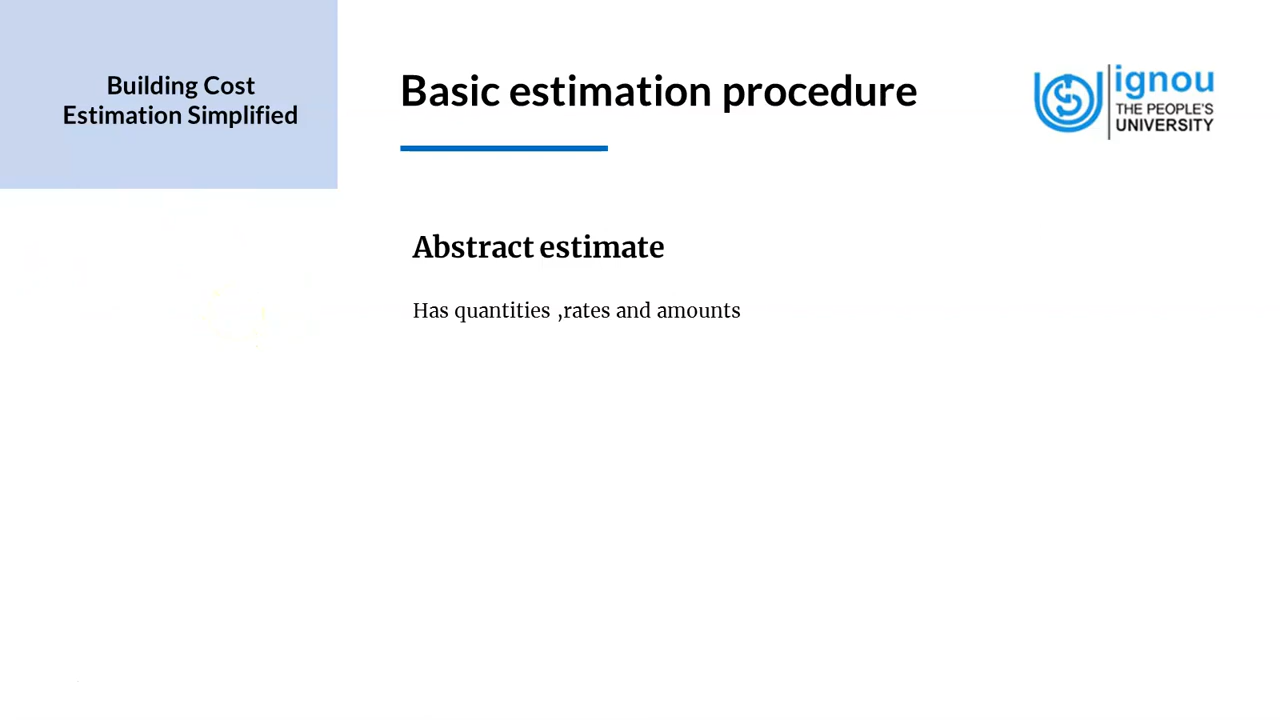 Building Cost
Estimation Simplified
Basic estimation procedure
ignou
THE PEOPLE'S
UNIVERSITY
Abstract estimate
Has quantities ,rates and amounts